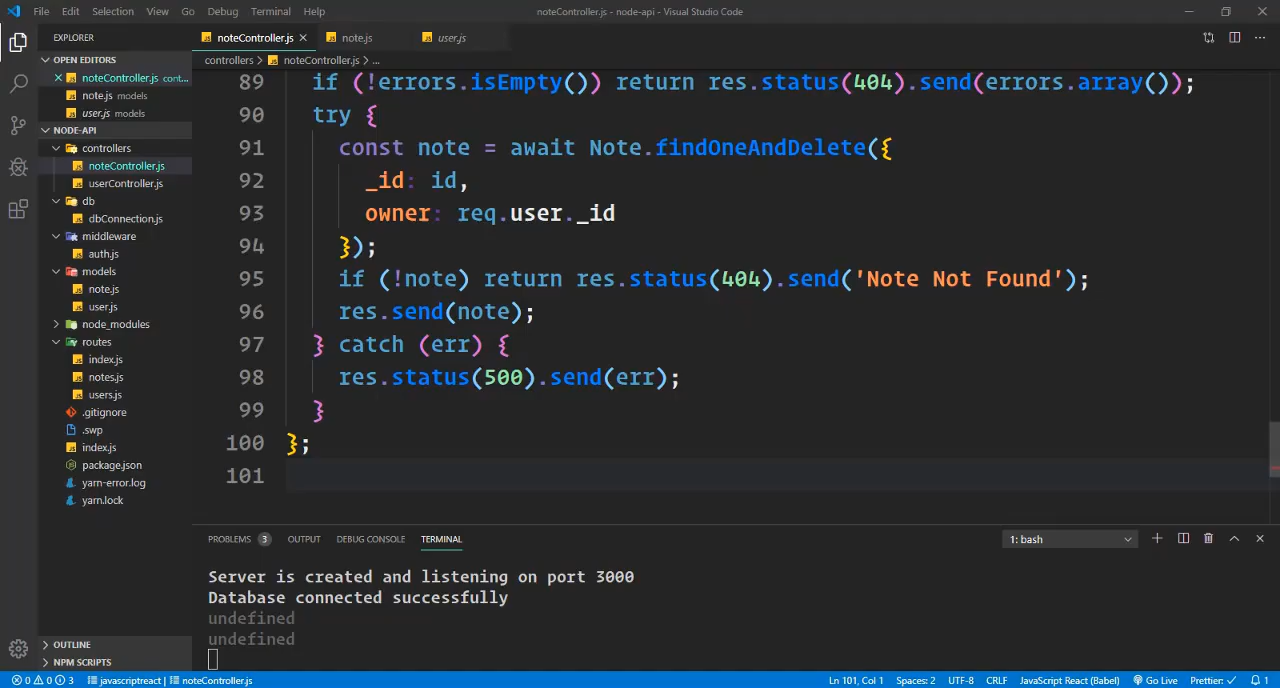 File Edit Selection View Go Debug Terminal Help noteController.js - node-api - Visual Studio Code
EXPLORER
OPEN EDITORS
noteController.js cont...
note.js models
user.js models
NODE-API
controllers
noteController.js
userController.js
db
dbConnection.js
middleware
auth.js
models
note.js
user.js
node_modules
routes
index.js
notes.js
users.js
.gitignore
.swp
index.js
package.json
yarn-error.log
yarn.lock
OUTLINE
NPM SCRIPTS
noteController.js note.js user.js
controllers > noteController.js > ...
89 if (!errors.isEmpty()) return res.status(404).send(errors.array());
90 try {
91 const note = await Note.findOneAndDelete({
92 _id: id,
93 owner: req.user._id
94 });
95 if (!note) return res.status(404).send('Note Not Found');
96 res.send(note);
97 } catch (err) {
98 res.status(500).send(err);
99 }
100 };
101
PROBLEMS 3 OUTPUT DEBUG CONSOLE TERMINAL 1: bash
Server is created and listening on port 3000
Database connected successfully
undefined
undefined
0 0 3 javascriptreact | noteController.js Ln 101, Col 1 Spaces: 2 UTF-8 CRLF JavaScript React (Babel) Go Live Prettier: ✓ 1